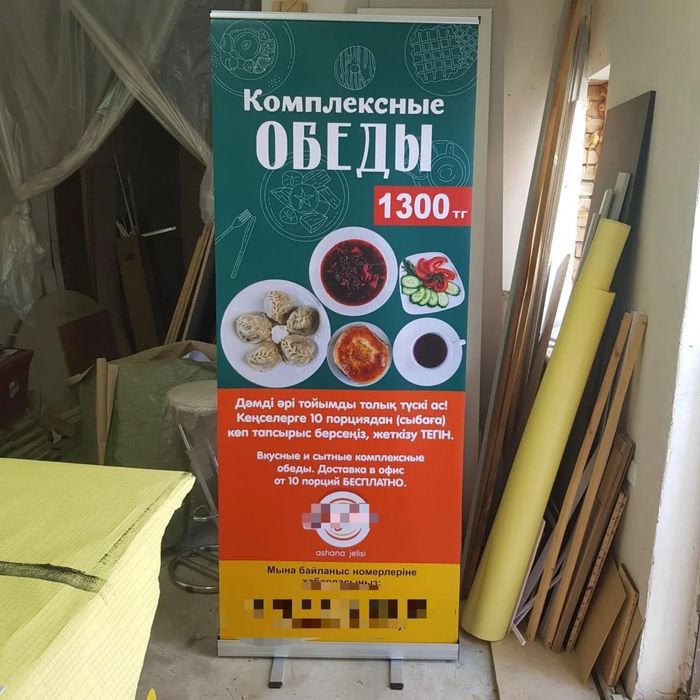 Комплексные
ОБЕДЫ
1300 тг
Дәмді әрі тойымды толық түскі ас!
Кеңселерге 10 порциядан (сыбаға)
көп тапсырыс берсеңіз, жеткізу ТЕГІН.
Вкусные и сытные комплексные
обеды. Доставка в офис
от 10 порций БЕСПЛАТНО.
ashana jelisi
Мына байланыс номерлеріне
хабарласыңыз: